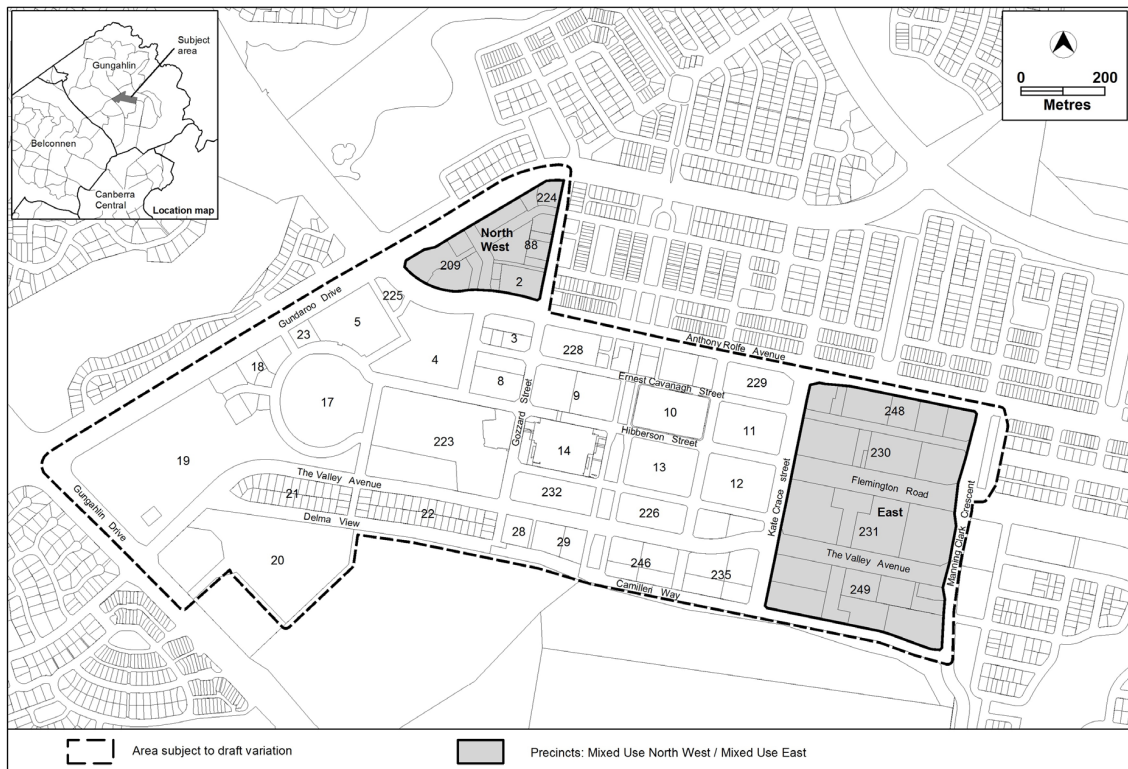 Subject
area
Gungahlin
Belconnen
Canberra
Central
Location map
0 200
Metres
224
North
West
88
209
2
225
Gundaroo Drive
5
23
3
228
Anthony Rolfe Avenue
18
4
8
Gozzard Street
9
Ernest Cavanagh Street
229
17
10
248
Hibberson Street
11
223
14
13
230
19
12
Flemington Road
The Valley Avenue
21
232
Kate Crace street
East
22
226
231
Manning Clark Crescent
Gungahlin Drive
Delma View
28
29
The Valley Avenue
20
246
235
249
Camilleri Way
Area subject to draft variation
Precincts: Mixed Use North West / Mixed Use East